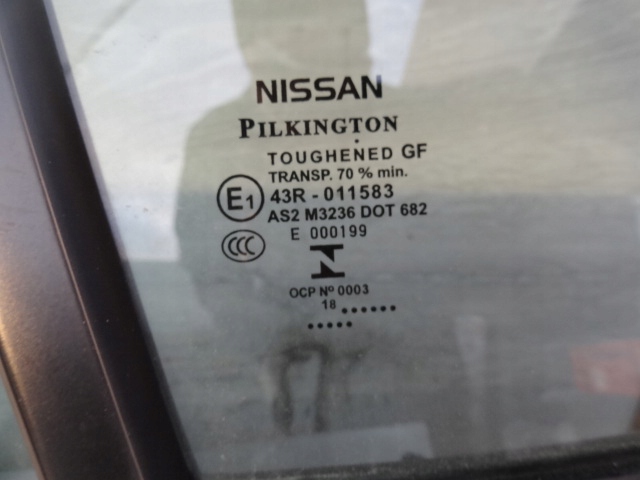 NISSAN
PILKINGTON
TOUGHENED GF
TRANSP. 70 % min.
E1 43R - 011583
AS2 M3236 DOT 682
E 000199
CCC
OCP Nº 0003
18 ......
.....